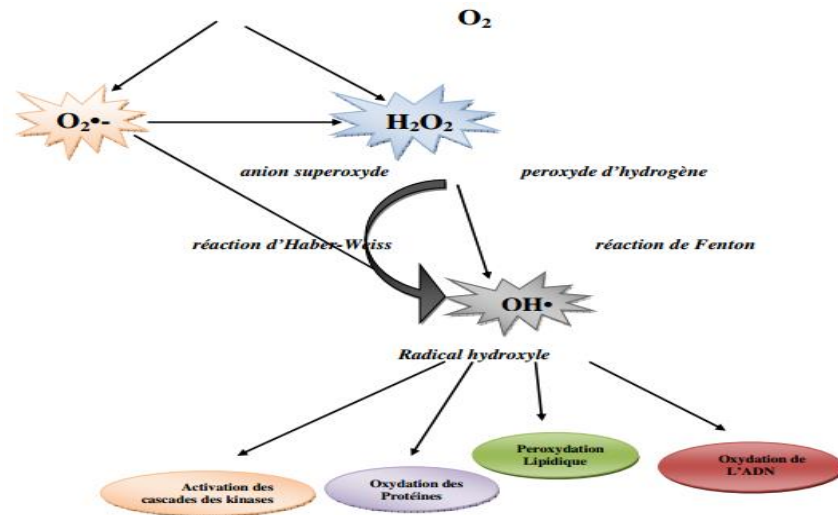 O₂
O₂•-
H₂O₂
anion superoxyde
peroxyde d'hydrogène
réaction d'Haber-Weiss
réaction de Fenton
OH•
Radical hydroxyle
Activation des
cascades des kinases
Oxydation des
Protéines
Peroxydation
Lipidique
Oxydation de
L'ADN